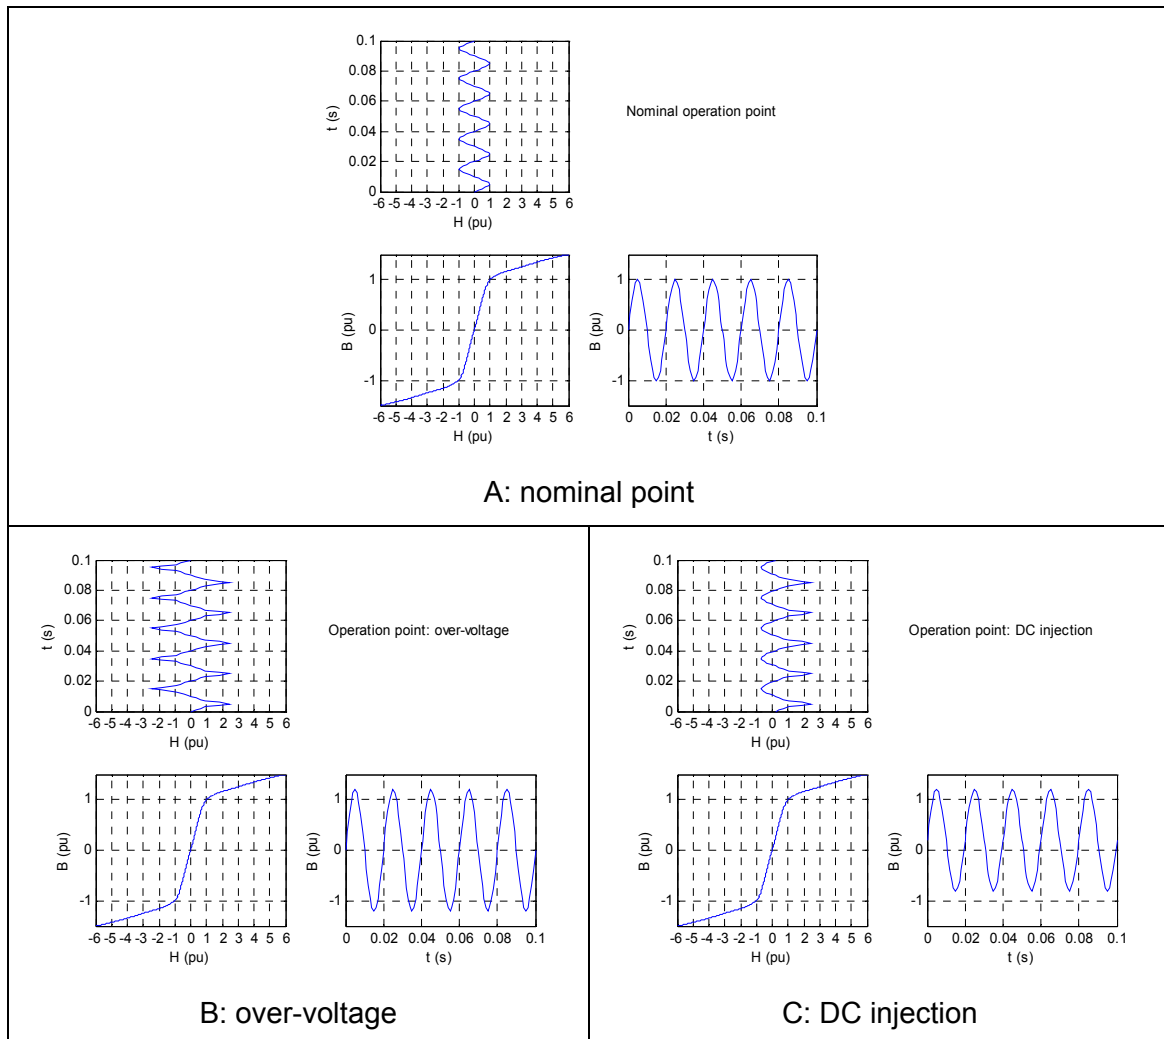 0.1
0.08
0.06
0.04
0.02
0
t (s)
-6 -5 -4 -3 -2 -1 0 1 2 3 4 5 6
H (pu)
Nominal operation point
1
0
-1
B (pu)
-6 -5 -4 -3 -2 -1 0 1 2 3 4 5 6
H (pu)
1
0
-1
B (pu)
0 0.02 0.04 0.06 0.08 0.1
t (s)
A: nominal point
0.1
0.08
0.06
0.04
0.02
0
t (s)
-6 -5 -4 -3 -2 -1 0 1 2 3 4 5 6
H (pu)
Operation point: over-voltage
1
0
-1
B (pu)
-6 -5 -4 -3 -2 -1 0 1 2 3 4 5 6
H (pu)
1
0
-1
B (pu)
0 0.02 0.04 0.06 0.08 0.1
t (s)
B: over-voltage
0.1
0.08
0.06
0.04
0.02
0
t (s)
-6 -5 -4 -3 -2 -1 0 1 2 3 4 5 6
H (pu)
Operation point: DC injection
1
0
-1
B (pu)
-6 -5 -4 -3 -2 -1 0 1 2 3 4 5 6
H (pu)
1
0
-1
B (pu)
0 0.02 0.04 0.06 0.08 0.1
t (s)
C: DC injection